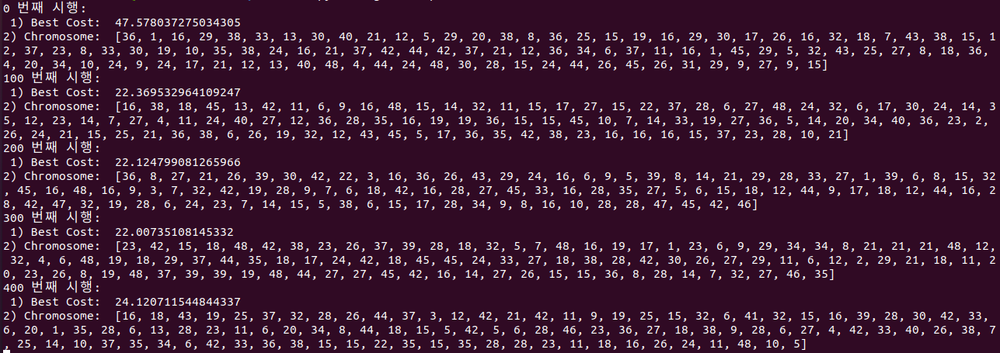 0 번째 시행:
 1) Best Cost:  47.578037275034305
2) Chromosome:  [36, 1, 16, 29, 38, 33, 13, 30, 40, 21, 12, 5, 29, 20, 38, 8, 36, 25, 15, 19, 16, 29, 30, 17, 26, 16, 32, 18, 7, 43, 38, 15, 1
2, 37, 23, 8, 33, 30, 19, 10, 35, 38, 24, 16, 21, 37, 42, 44, 42, 37, 21, 12, 36, 34, 6, 37, 11, 16, 1, 45, 29, 5, 32, 43, 25, 27, 8, 18, 36,
4, 20, 34, 10, 24, 9, 24, 17, 21, 12, 13, 40, 48, 4, 44, 24, 48, 30, 28, 15, 24, 44, 26, 45, 26, 31, 29, 9, 27, 9, 15]
100 번째 시행:
 1) Best Cost:  22.369532964109247
2) Chromosome:  [16, 38, 18, 45, 13, 42, 11, 6, 9, 16, 48, 15, 14, 32, 11, 15, 17, 27, 15, 22, 37, 28, 6, 27, 48, 24, 32, 6, 17, 30, 24, 14, 3
5, 12, 23, 14, 7, 27, 4, 11, 24, 40, 27, 12, 36, 28, 35, 16, 19, 19, 36, 15, 15, 45, 10, 7, 14, 33, 19, 27, 36, 5, 14, 20, 34, 40, 36, 23, 2,
26, 24, 21, 15, 25, 21, 36, 38, 6, 26, 19, 32, 12, 43, 45, 5, 17, 36, 35, 42, 38, 23, 16, 16, 16, 15, 37, 23, 28, 10, 21]
200 번째 시행:
 1) Best Cost:  22.124799081265966
2) Chromosome:  [36, 8, 27, 21, 26, 39, 30, 42, 22, 3, 16, 36, 26, 43, 29, 24, 16, 6, 9, 5, 39, 8, 14, 21, 29, 28, 33, 27, 1, 39, 6, 8, 15, 32
, 45, 16, 48, 16, 9, 3, 7, 32, 42, 19, 28, 9, 7, 6, 18, 42, 16, 28, 27, 45, 33, 16, 28, 35, 27, 5, 6, 15, 18, 12, 44, 9, 17, 18, 12, 44, 16, 2
8, 42, 47, 32, 19, 28, 6, 24, 23, 7, 14, 15, 5, 38, 6, 15, 17, 28, 34, 9, 8, 16, 10, 28, 28, 47, 45, 42, 46]
300 번째 시행:
 1) Best Cost:  22.00735108145332
2) Chromosome:  [23, 42, 15, 18, 48, 42, 38, 23, 26, 37, 39, 28, 18, 32, 5, 7, 48, 16, 19, 17, 1, 23, 6, 9, 29, 34, 34, 8, 21, 21, 21, 48, 12,
 32, 4, 6, 48, 19, 18, 29, 37, 44, 35, 18, 17, 24, 42, 18, 45, 45, 24, 33, 27, 18, 38, 28, 42, 30, 26, 27, 29, 11, 6, 12, 2, 29, 21, 18, 11, 2
0, 23, 26, 8, 19, 48, 37, 39, 39, 19, 48, 44, 27, 27, 45, 42, 16, 14, 27, 26, 15, 15, 36, 8, 28, 14, 7, 32, 27, 46, 35]
400 번째 시행:
 1) Best Cost:  24.120711544844337
2) Chromosome:  [16, 18, 43, 19, 25, 37, 32, 28, 26, 44, 37, 3, 12, 42, 21, 42, 11, 9, 19, 25, 15, 32, 6, 41, 32, 15, 16, 39, 28, 30, 42, 33,
6, 20, 1, 35, 28, 6, 13, 28, 23, 11, 6, 20, 34, 8, 44, 18, 15, 5, 42, 5, 6, 28, 46, 23, 36, 27, 18, 38, 9, 28, 6, 27, 4, 42, 33, 40, 26, 38, 7
, 25, 14, 10, 37, 35, 34, 6, 42, 33, 36, 38, 15, 15, 22, 35, 15, 35, 28, 28, 23, 11, 18, 16, 26, 24, 11, 48, 10, 5]